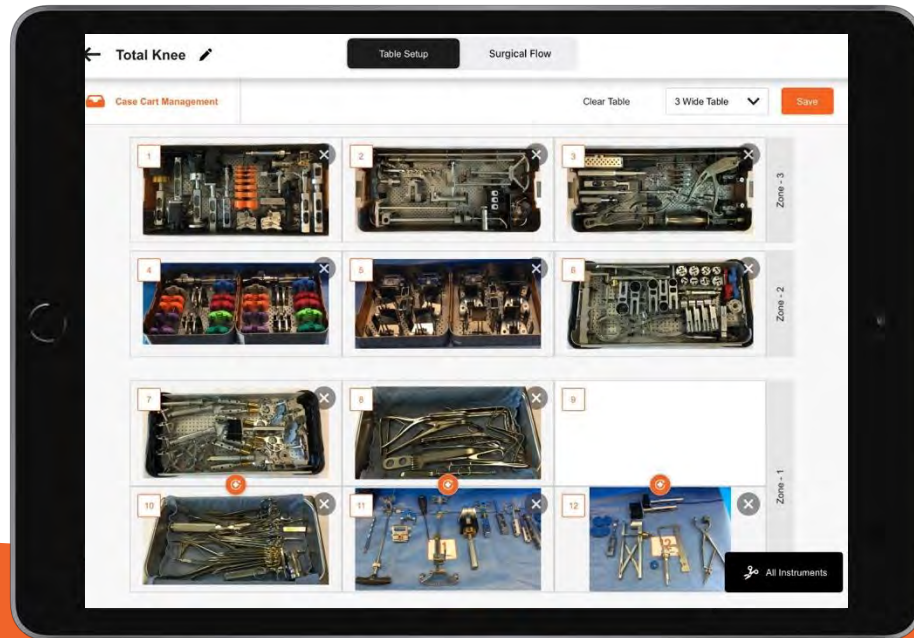 Total Knee
Table Setup
Surgical Flow
Case Cart Management
Clear Table
3 Wide Table
Save
1
2
3
Zone - 3
4
5
6
Zone - 2
7
8
9
Zone - 1
10
11
12
All Instruments